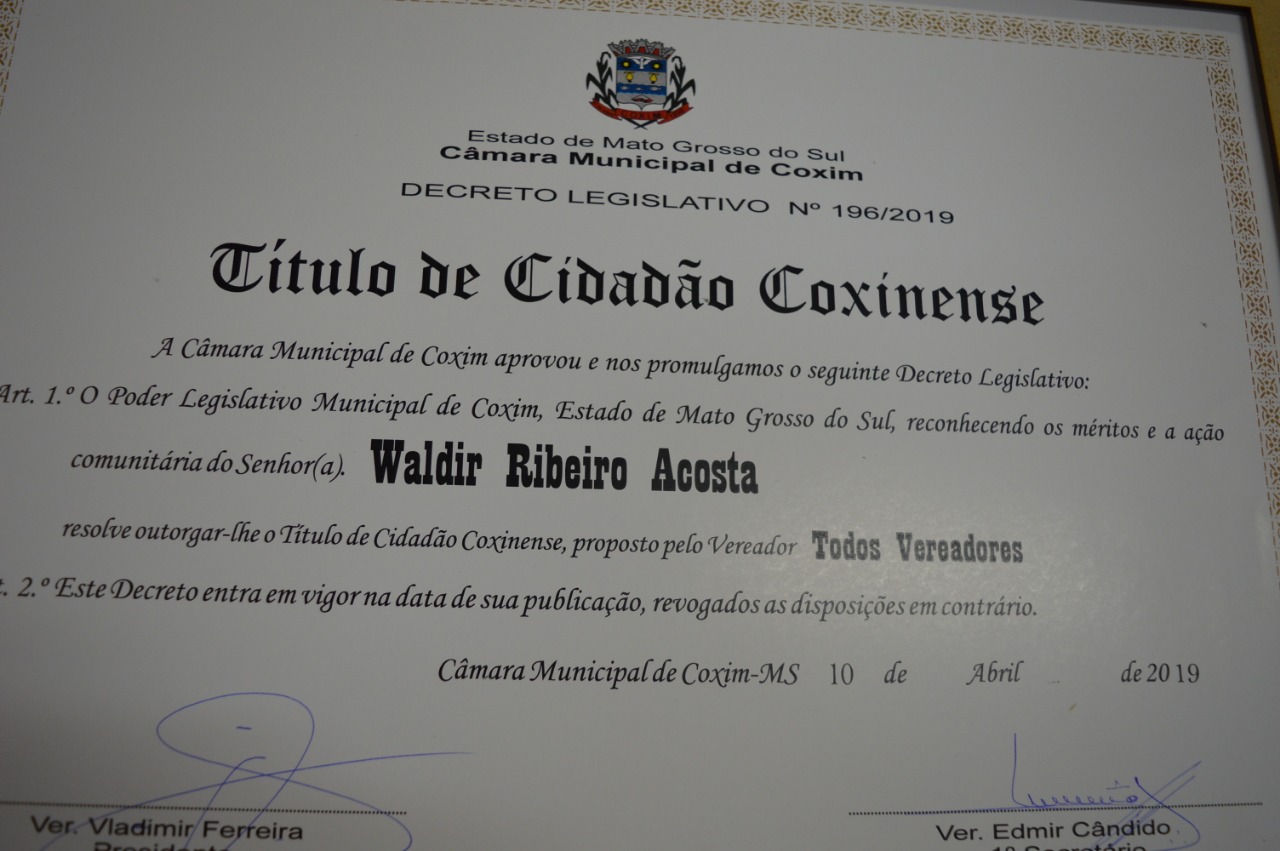 COXIM
Estado de Mato Grosso do Sul
Câmara Municipal de Coxim
DECRETO LEGISLATIVO Nº 196/2019
Título de Cidadão Coxinense
A Câmara Municipal de Coxim aprovou e nos promulgamos o seguinte Decreto Legislativo:
Art. 1.º O Poder Legislativo Municipal de Coxim, Estado de Mato Grosso do Sul, reconhecendo os méritos e a ação
comunitária do Senhor(a). Waldir Ribeiro Acosta
resolve outorgar-lhe o Título de Cidadão Coxinense, proposto pelo Vereador Todos Vereadores
t. 2.º Este Decreto entra em vigor na data de sua publicação, revogados as disposições em contrário.
Câmara Municipal de Coxim-MS 10 de Abril de 2019
Ver. Vladimir Ferreira
Presidente
Ver. Edmir Cândido
1º Secretário